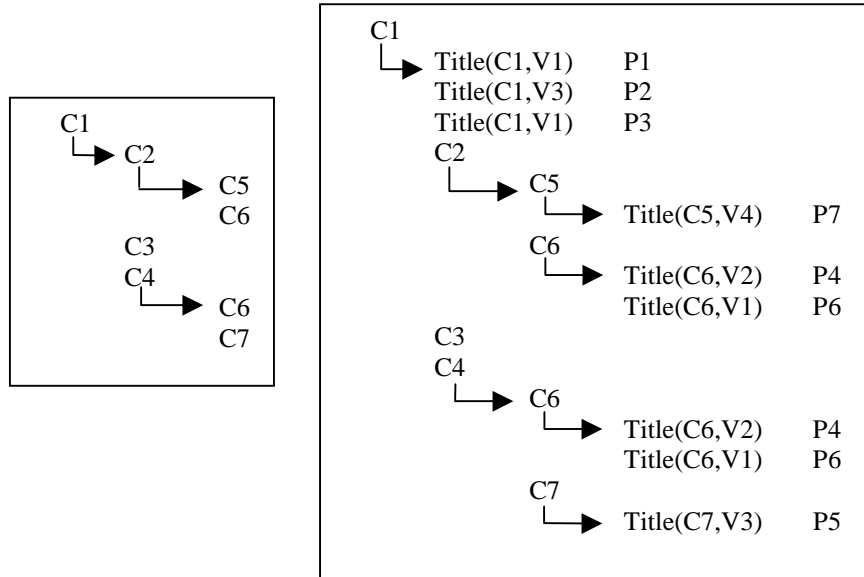 C1
C2
C5
C6
C3
C4
C6
C7
C1
Title(C1,V1) P1
Title(C1,V3) P2
Title(C1,V1) P3
C2
C5
Title(C5,V4) P7
C6
Title(C6,V2) P4
Title(C6,V1) P6
C3
C4
C6
Title(C6,V2) P4
Title(C6,V1) P6
C7
Title(C7,V3) P5